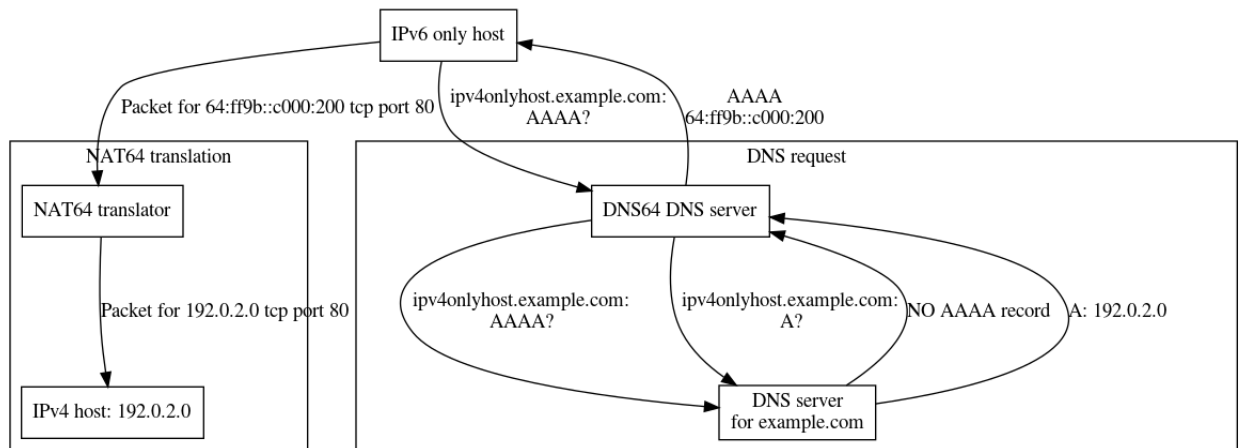 IPv6 only host
Packet for 64:ff9b::c000:200 tcp port 80
ipv4onlyhost.example.com:
AAAA?
AAAA
64:ff9b::c000:200
NAT64 translation
DNS request
NAT64 translator
DNS64 DNS server
Packet for 192.0.2.0 tcp port 80
ipv4onlyhost.example.com:
AAAA?
ipv4onlyhost.example.com:
A?
NO AAAA record
A: 192.0.2.0
IPv4 host: 192.0.2.0
DNS server
for example.com